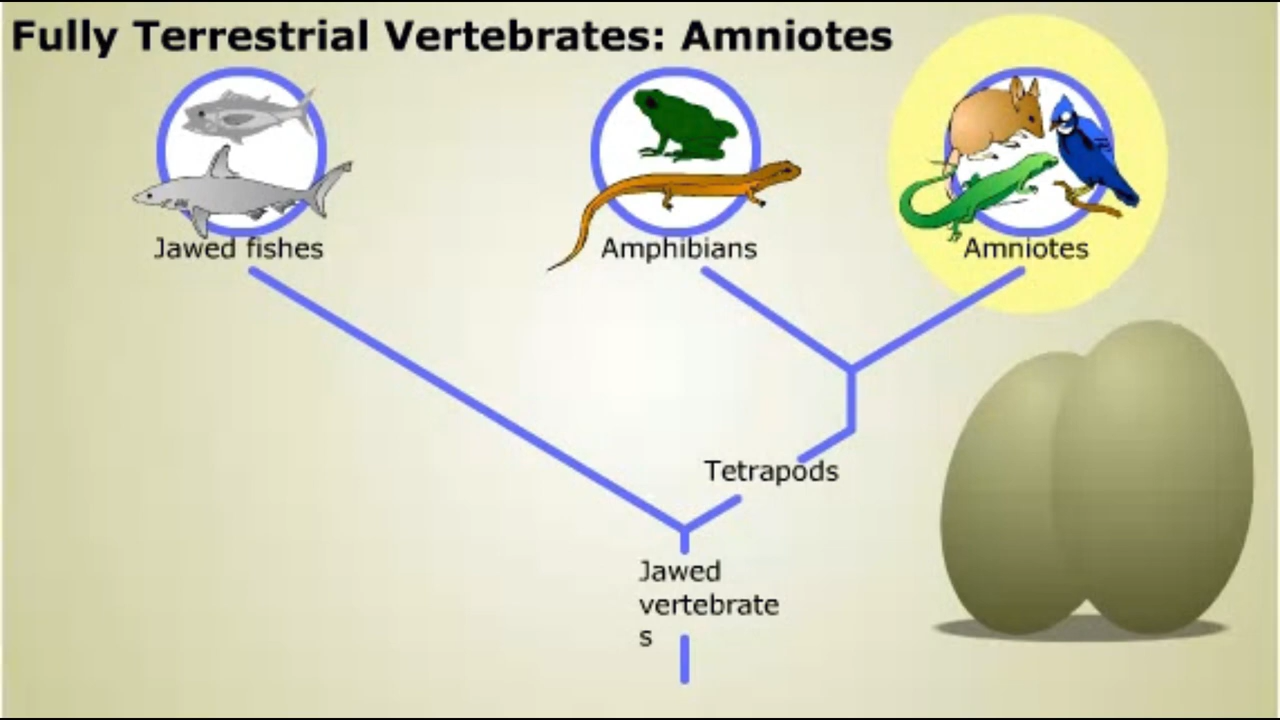 Fully Terrestrial Vertebrates: Amniotes
Jawed fishes
Amphibians
Amniotes
Tetrapods
Jawed
vertebrate
s